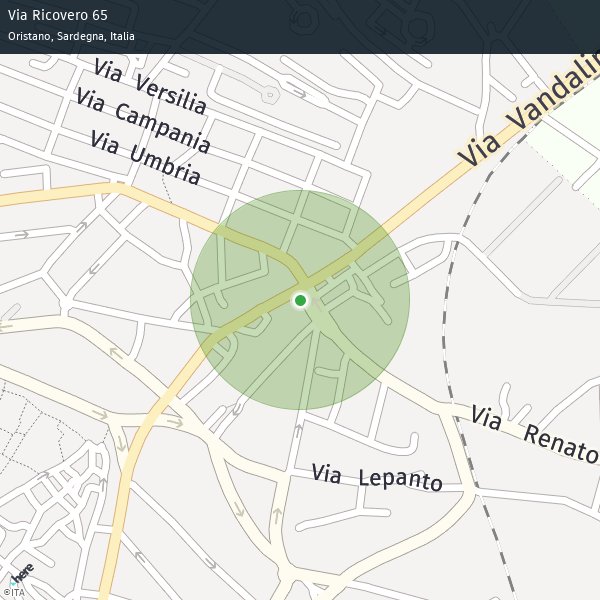 Via Ricovero 65
Oristano, Sardegna, Italia
Via Versilia
Via Campania
Via Umbria
Via Vandalin
Via Renato
Via Lepanto
here
© ITA